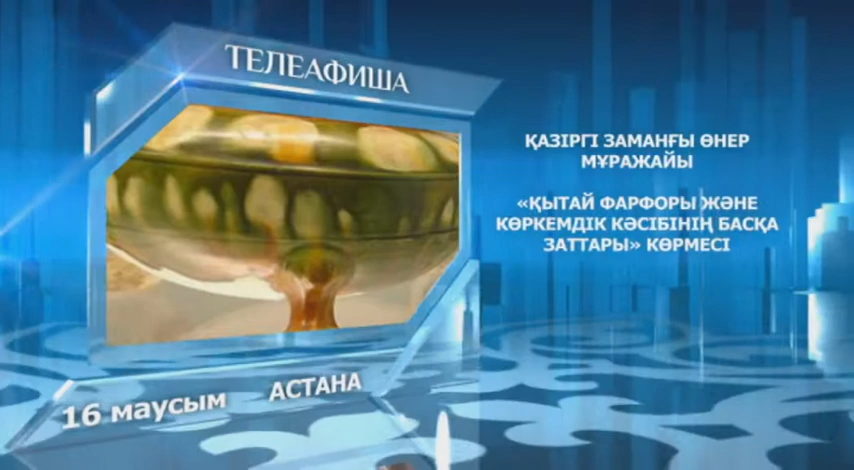 ТЕЛЕАФИША
ҚАЗІРГІ ЗАМАНҒЫ ӨНЕР
МҰРАЖАЙЫ
«ҚЫТАЙ ФАРФОРЫ ЖӘНЕ
КӨРКЕМДІК КӘСІБІНІҢ БАСҚА
ЗАТТАРЫ» КӨРМЕСІ
16 маусым АСТАНА